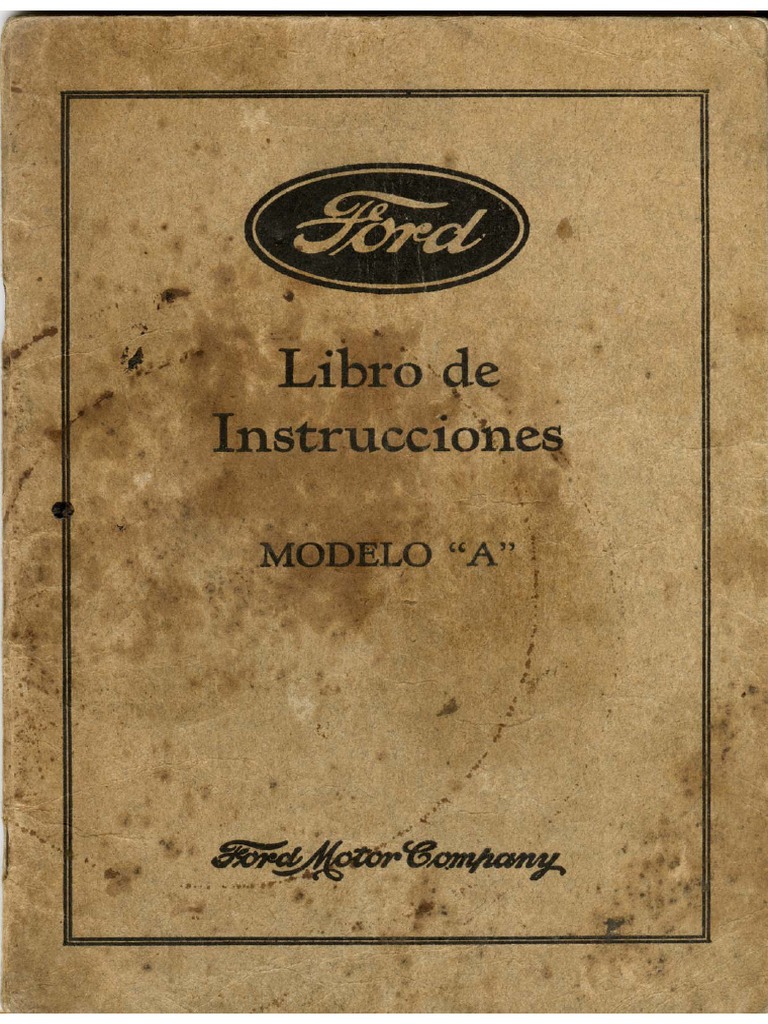 Ford
Libro de
Instrucciones
MODELO “A”
Ford Motor Company